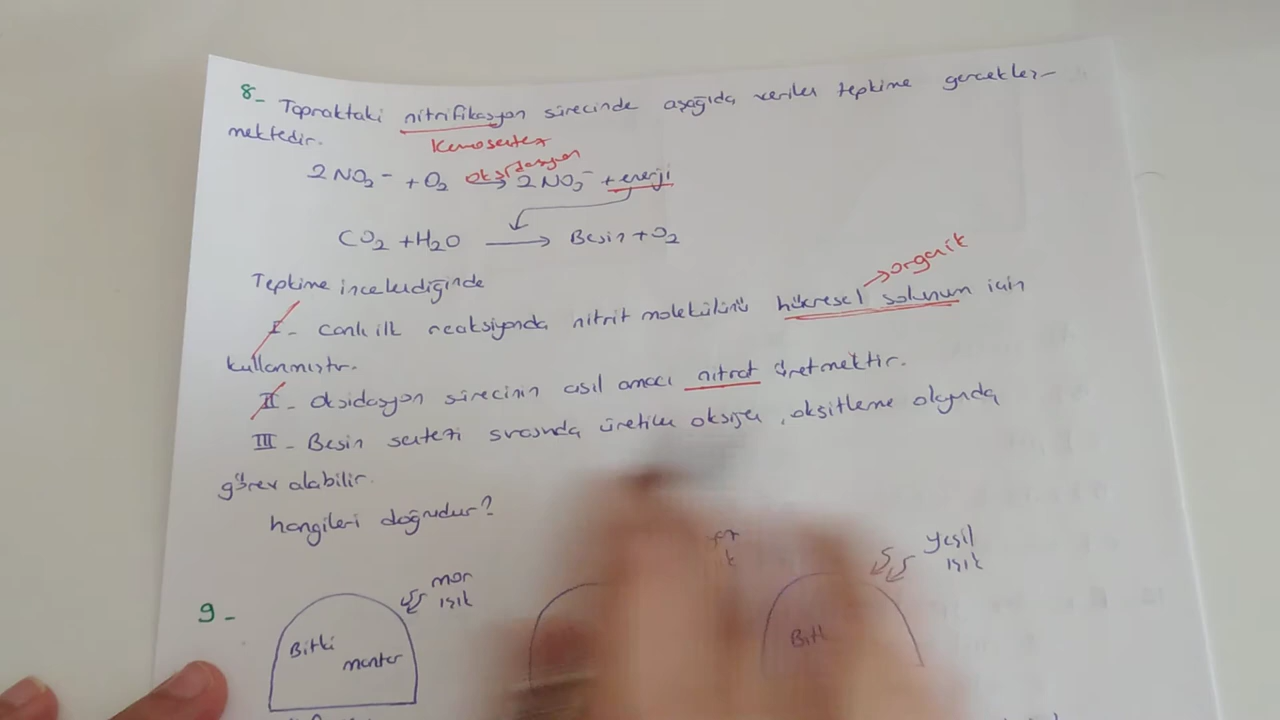 8- Topraktaki nitrifikasyon sürecinde aşağıda verilen tepkime gerçekleş-
mektedir.
Kemosentez
2NO2- + O2 oksidasyon → 2NO3- + enerji
CO2 + H2O → Besin + O2
Tepkime incelendiğinde
→ organik
I- Canlı ilk reaksiyonda nitrit molekülünü hücresel solunum için
kullanmıştır.
II- Oksidasyon sürecinin asıl amacı nitrat üretmektir.
III- Besin sentezi sırasında üretilen oksijen, oksitleme olayında
görev alabilir.
hangileri doğrudur?
9-
mor
ışık
yeşil
ışık
Bitki
mantar